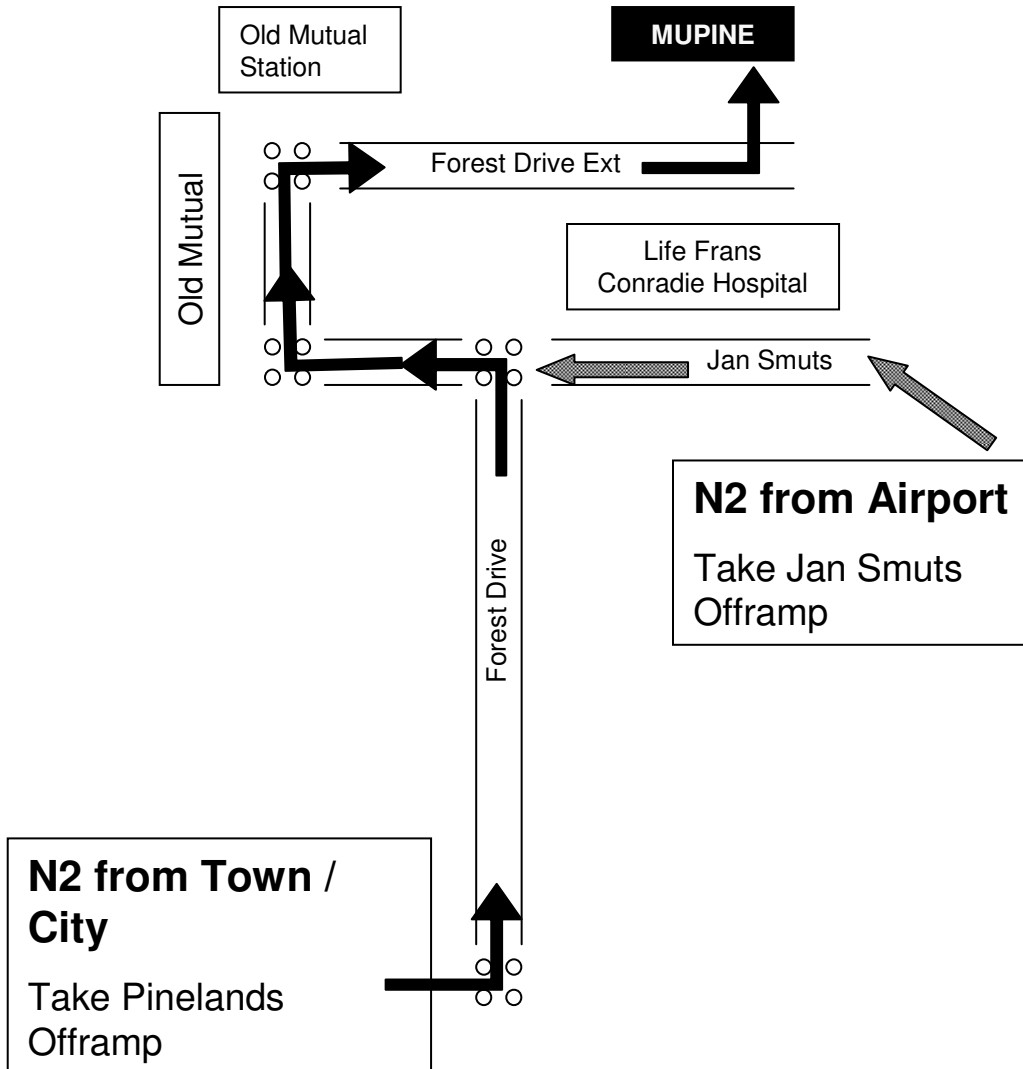 Old Mutual
Station
MUPINE
Old Mutual
Forest Drive Ext
Life Frans
Conradie Hospital
Jan Smuts
N2 from Airport
Take Jan Smuts
Offramp
Forest Drive
N2 from Town /
City
Take Pinelands
Offramp